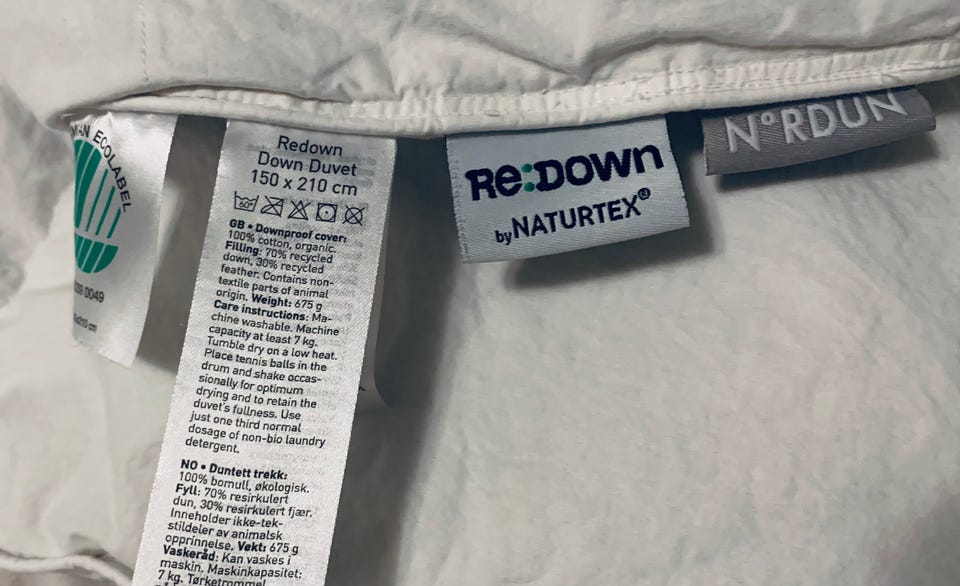 ECOLABEL
0049
Redown
Down Duvet
150 x 210 cm
60°
GB • Downproof cover:
100% cotton, organic.
Filling: 70% recycled
down, 30% recycled
feather. Contains non-
textile parts of animal
origin. Weight: 675 g
Care instructions: Ma-
chine washable. Machine
capacity at least 7 kg.
Tumble dry on a low heat.
Place tennis balls in the
drum and shake occas-
sionally for optimum
drying and to retain the
duvet's fullness. Use
just one third normal
dosage of non-bio laundry
detergent.
NO • Duntett trekk:
100% bomull, økologisk.
Fyll: 70% resirkulert
dun, 30% resirkulert fjær.
Inneholder ikke-tek-
stildeler av animalsk
opprinnelse. Vekt: 675 g
Vaskeråd: Kan vaskes i
maskin. Maskinkapasitet:
7 kg. Tørketrommel
Re:DOWN
by NATURTEX®
N°RDUN